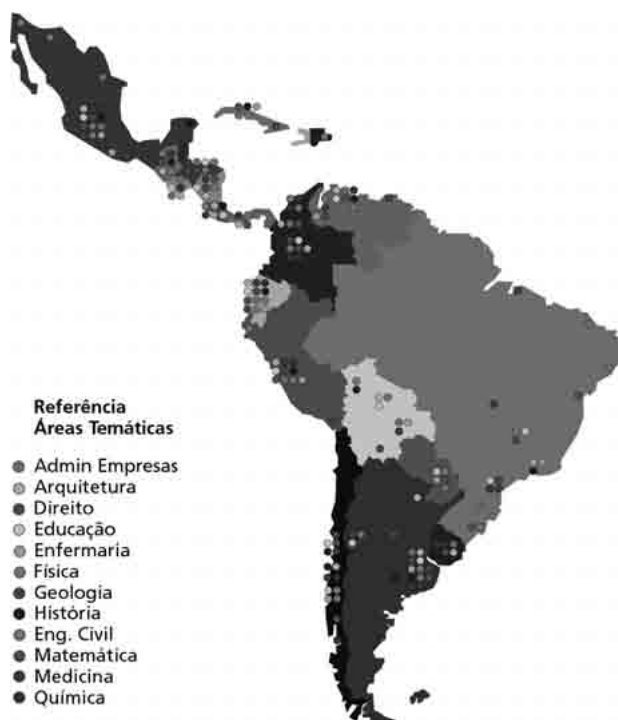 Referência
Áreas Temáticas
Admin Empresas
Arquitetura
Direito
Educação
Enfermaria
Física
Geologia
História
Eng. Civil
Matemática
Medicina
Química